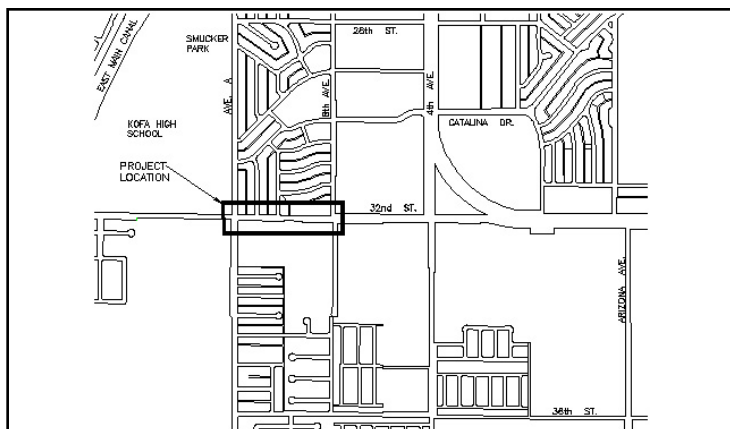 EAST MAIN CANAL
SMUCKER
PARK
28th ST.
AVE. A
8th AVE.
4th AVE.
CATALINA DR.
KOFA HIGH
SCHOOL
PROJECT
LOCATION
32nd ST.
ARIZONA AVE.
36th ST.